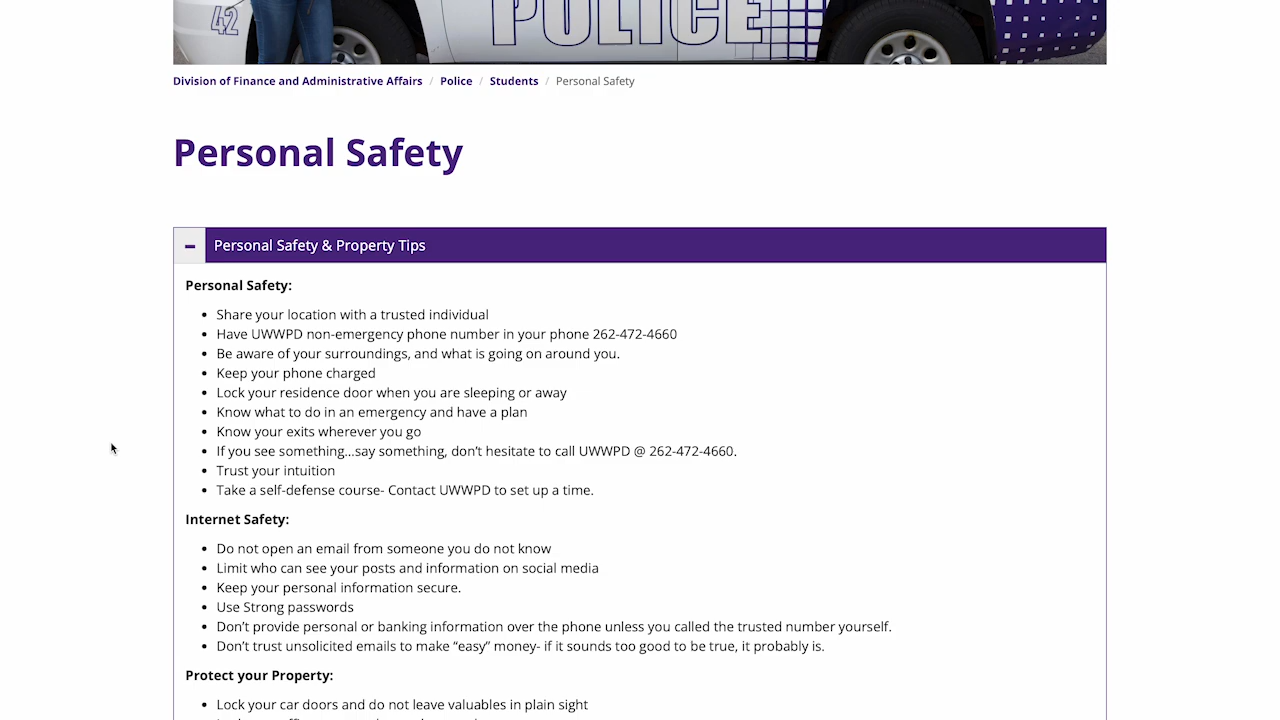 42
POLICE
Division of Finance and Administrative Affairs / Police / Students / Personal Safety
Personal Safety
Personal Safety & Property Tips
Personal Safety:
• Share your location with a trusted individual
• Have UWWPD non-emergency phone number in your phone 262-472-4660
• Be aware of your surroundings, and what is going on around you.
• Keep your phone charged
• Lock your residence door when you are sleeping or away
• Know what to do in an emergency and have a plan
• Know your exits wherever you go
• If you see something...say something, don’t hesitate to call UWWPD @ 262-472-4660.
• Trust your intuition
• Take a self-defense course- Contact UWWPD to set up a time.
Internet Safety:
• Do not open an email from someone you do not know
• Limit who can see your posts and information on social media
• Keep your personal information secure.
• Use Strong passwords
• Don’t provide personal or banking information over the phone unless you called the trusted number yourself.
• Don’t trust unsolicited emails to make “easy” money- if it sounds too good to be true, it probably is.
Protect your Property:
• Lock your car doors and do not leave valuables in plain sight